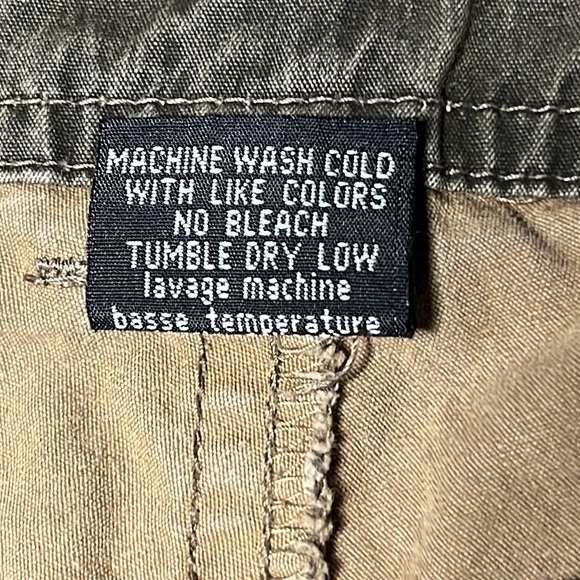 MACHINE WASH COLD
WITH LIKE COLORS
NO BLEACH
TUMBLE DRY LOW
lavage machine
basse temperature